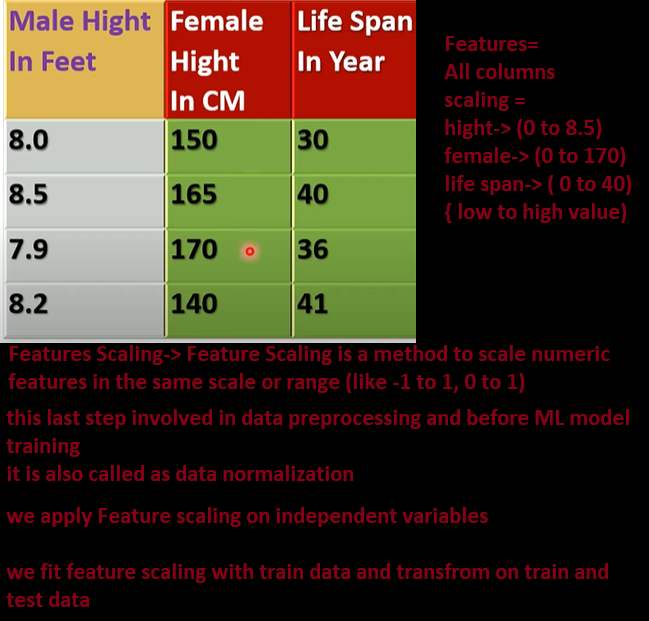 Male Hight Female Life Span
In Feet Hight In Year
In CM
8.0 150 30
8.5 165 40
7.9 170 36
8.2 140 41
Features=
All columns
scaling =
hight-> (0 to 8.5)
female-> (0 to 170)
life span-> ( 0 to 40)
{ low to high value)
Features Scaling-> Feature Scaling is a method to scale numeric
features in the same scale or range (like -1 to 1, 0 to 1)
this last step involved in data preprocessing and before ML model
training
it is also called as data normalization
we apply Feature scaling on independent variables
we fit feature scaling with train data and transfrom on train and
test data